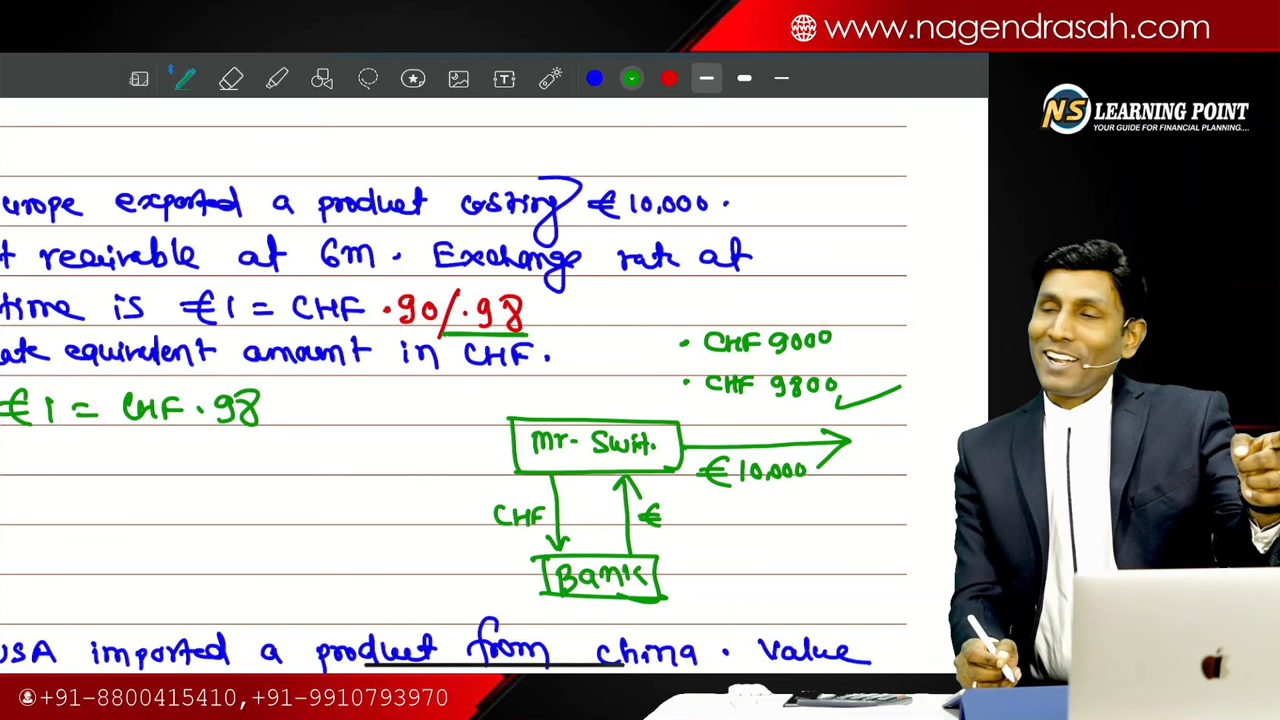 www.nagendrasah.com
NS LEARNING POINT
YOUR GUIDE FOR FINANCIAL PLANNING....
urope exported a product costing €10,000.
t receivable at 6m. Exchange rate at
time is €1 = CHF .90/.98
ate equivalent amount in CHF.
€1 = CHF .98
• CHF 9000
• CHF 9800
Mr. Swit.
€10,000
CHF
€
Bank
USA imported a product from china. Value
+91-8800415410,+91-9910793970